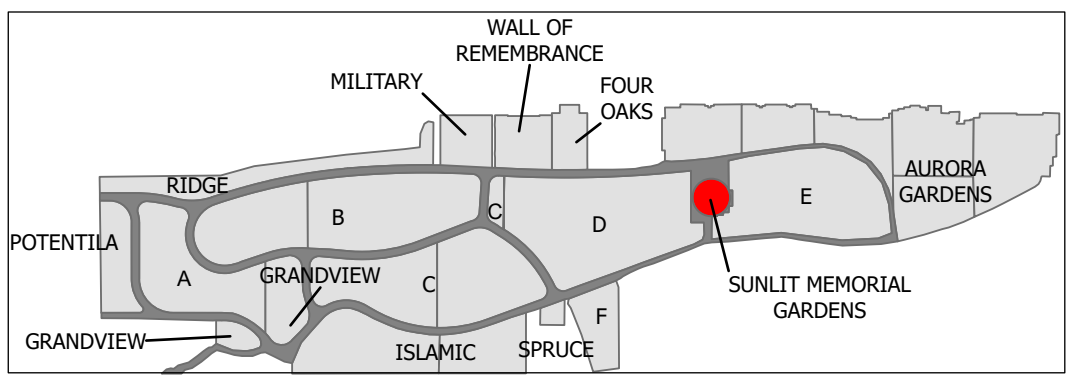 WALL OF
REMEMBRANCE
MILITARY
FOUR
OAKS
RIDGE
AURORA
GARDENS
B
C
D
E
POTENTILA
A
GRANDVIEW
C
SUNLIT MEMORIAL
GARDENS
F
GRANDVIEW
ISLAMIC
SPRUCE